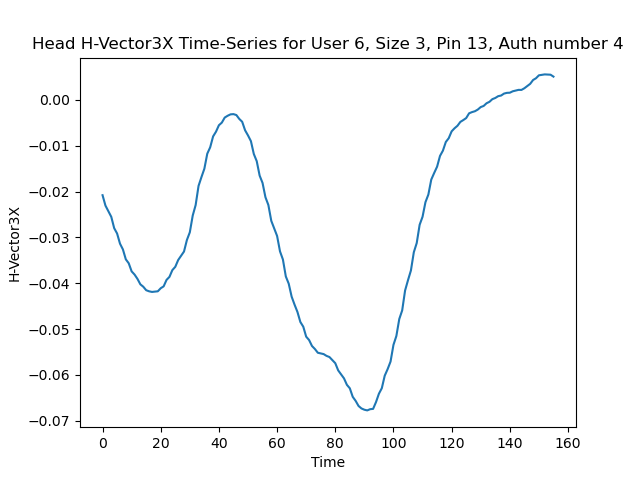 Head H-Vector3X Time-Series for User 6, Size 3, Pin 13, Auth number 4
H-Vector3X
0.00
−0.01
−0.02
−0.03
−0.04
−0.05
−0.06
−0.07
0 20 40 60 80 100 120 140 160
Time